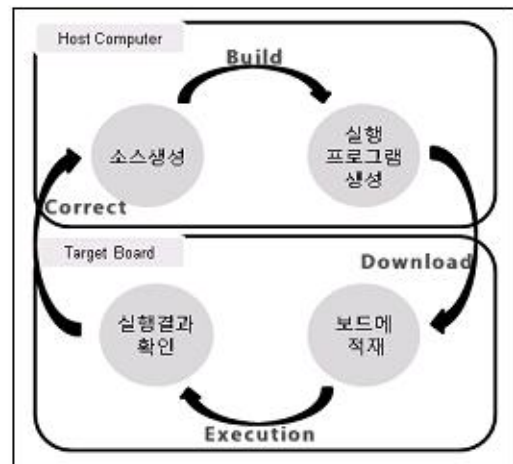 Host Computer
Build
소스생성
실행
프로그램
생성
Correct
Target Board
Download
실행결과
확인
보드에
적재
Execution